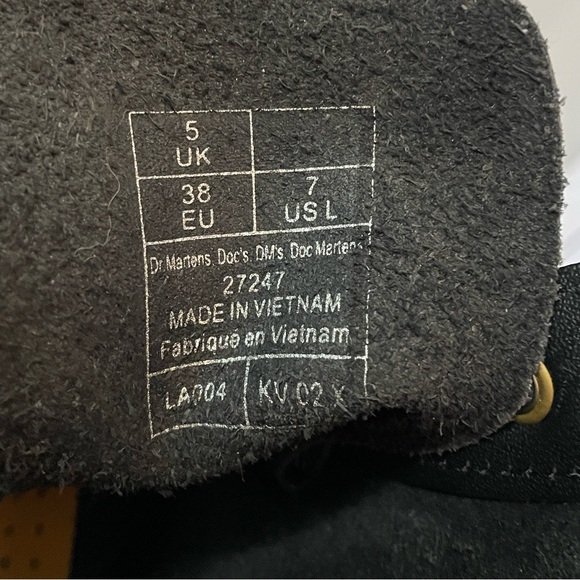 5
UK
38
EU
7
US L
Dr.Martens, Doc's, DM's, Doc Martens
27247
MADE IN VIETNAM
Fabriqué en Vietnam
LA004
KV 02 X